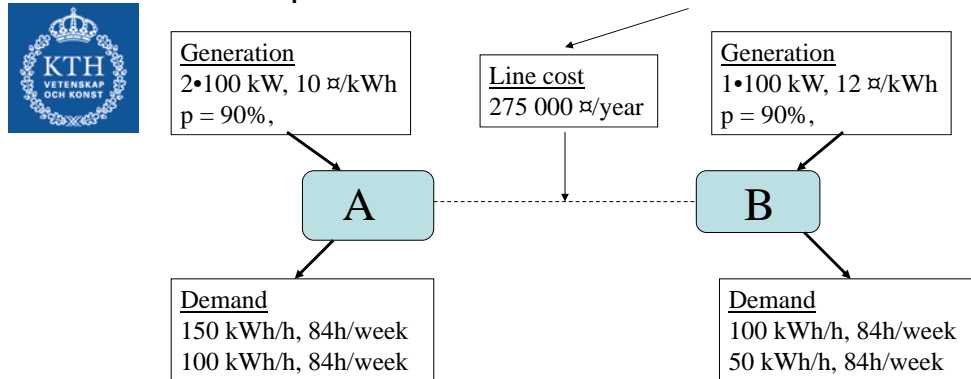 KTH
VETENSKAP
OCH KONST
Generation
2•100 kW, 10 ¤/kWh
p = 90%,
Line cost
275 000 ¤/year
Generation
1•100 kW, 12 ¤/kWh
p = 90%,
A
B
Demand
150 kWh/h, 84h/week
100 kWh/h, 84h/week
Demand
100 kWh/h, 84h/week
50 kWh/h, 84h/week